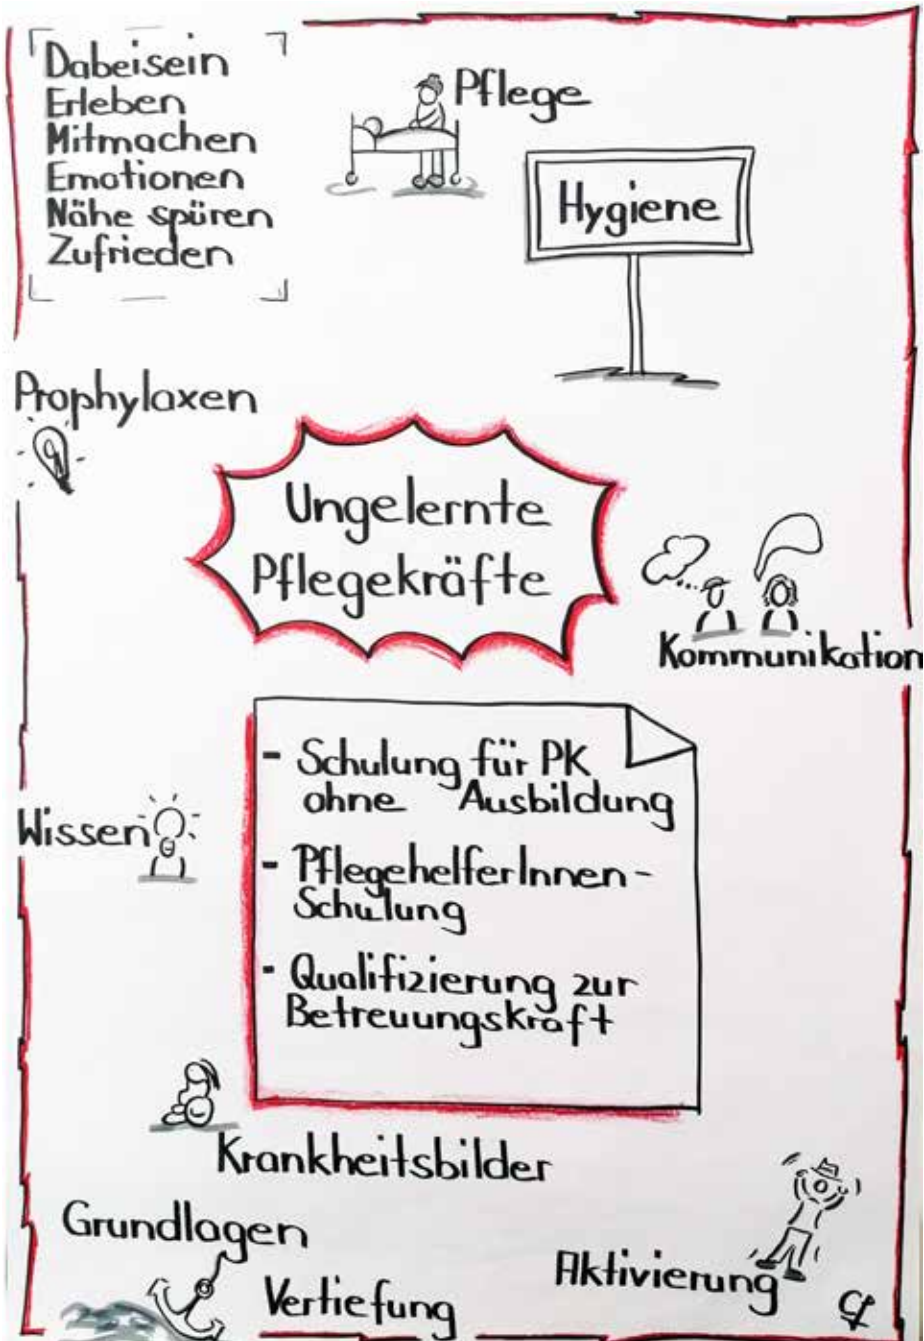 Dabeisein
Erleben
Mitmachen
Emotionen
Nähe spüren
Zufrieden
Pflege
Hygiene
Prophylaxen
Ungelernte
Pflegekräfte
Kommunikation
- Schulung für PK
ohne Ausbildung
- PflegehelferInnen-
Schulung
- Qualifizierung zur
Betreuungskraft
Wissen
Krankheitsbilder
Grundlagen
Vertiefung
Aktivierung